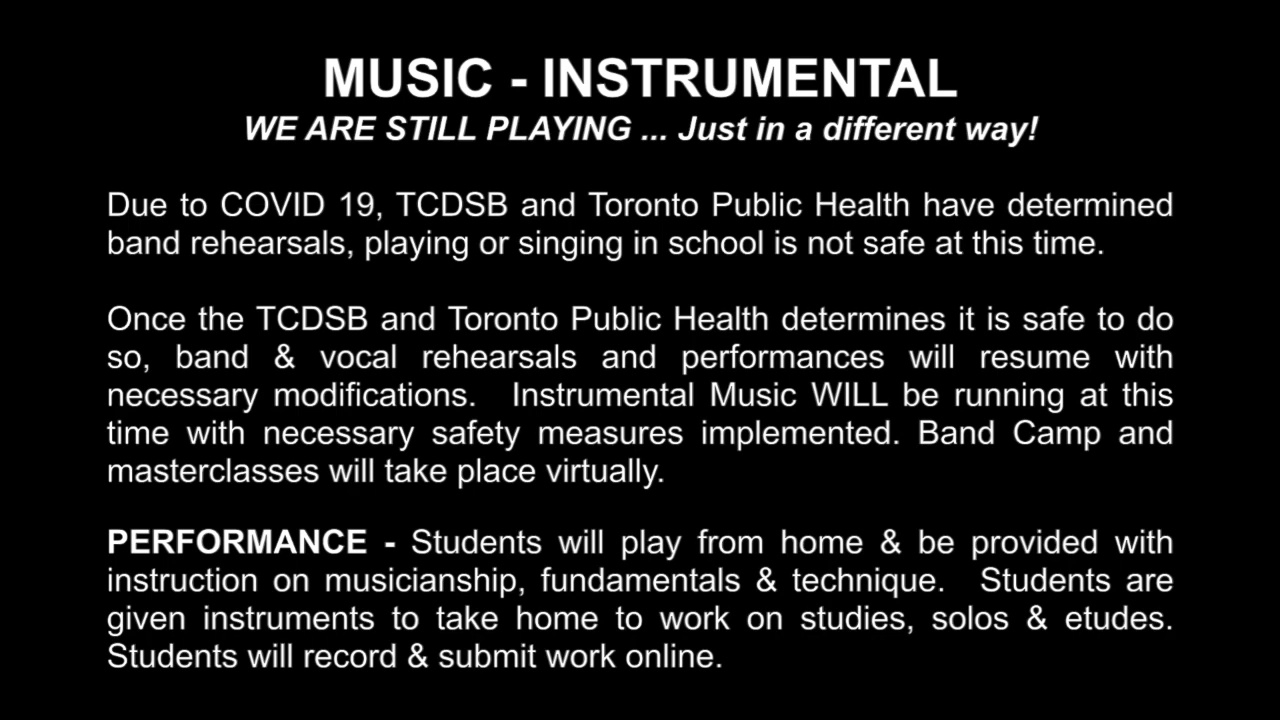 MUSIC - INSTRUMENTAL
WE ARE STILL PLAYING ... Just in a different way!
Due to COVID 19, TCDSB and Toronto Public Health have determined
band rehearsals, playing or singing in school is not safe at this time.
Once the TCDSB and Toronto Public Health determines it is safe to do
so, band & vocal rehearsals and performances will resume with
necessary modifications. Instrumental Music WILL be running at this
time with necessary safety measures implemented. Band Camp and
masterclasses will take place virtually.
PERFORMANCE - Students will play from home & be provided with
instruction on musicianship, fundamentals & technique. Students are
given instruments to take home to work on studies, solos & etudes.
Students will record & submit work online.